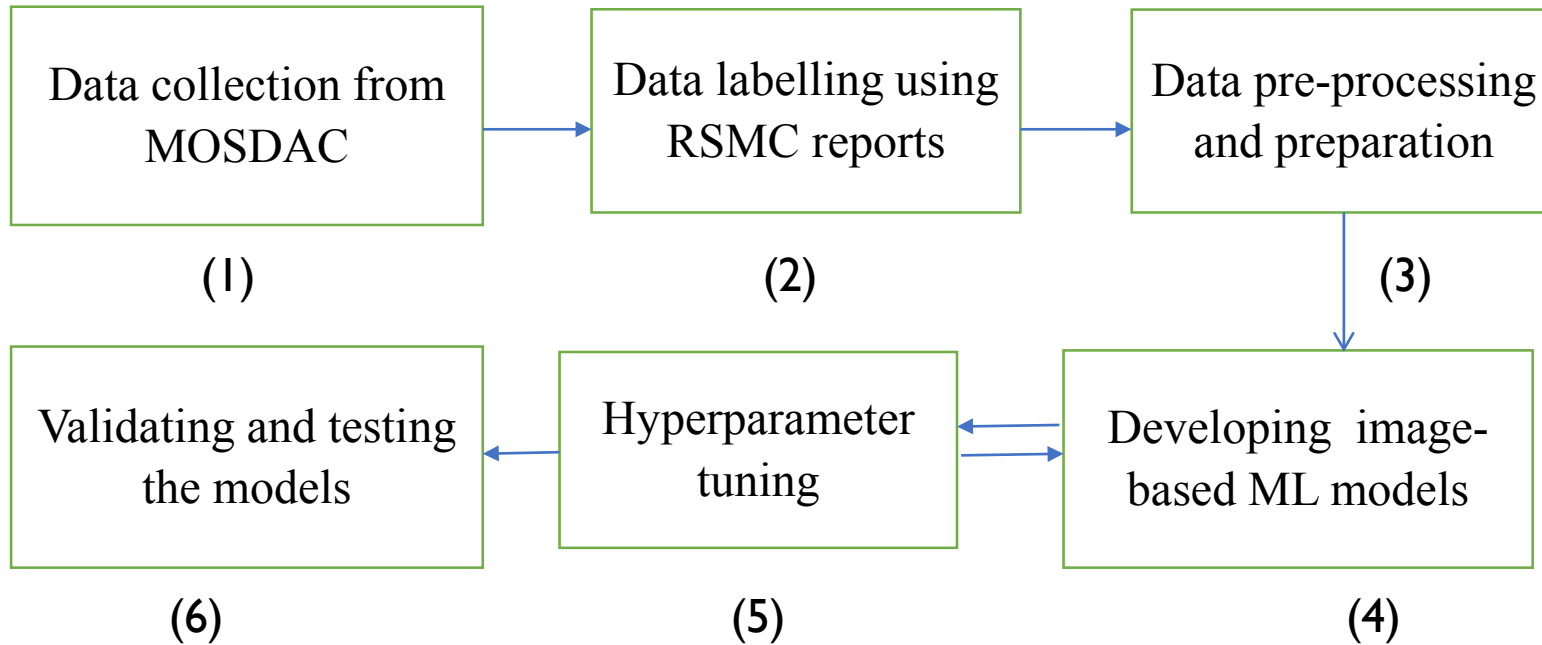 Data collection from
MOSDAC
(1)
Data labelling using
RSMC reports
(2)
Data pre-processing
and preparation
(3)
Developing image-
based ML models
(4)
Hyperparameter
tuning
(5)
Validating and testing
the models
(6)